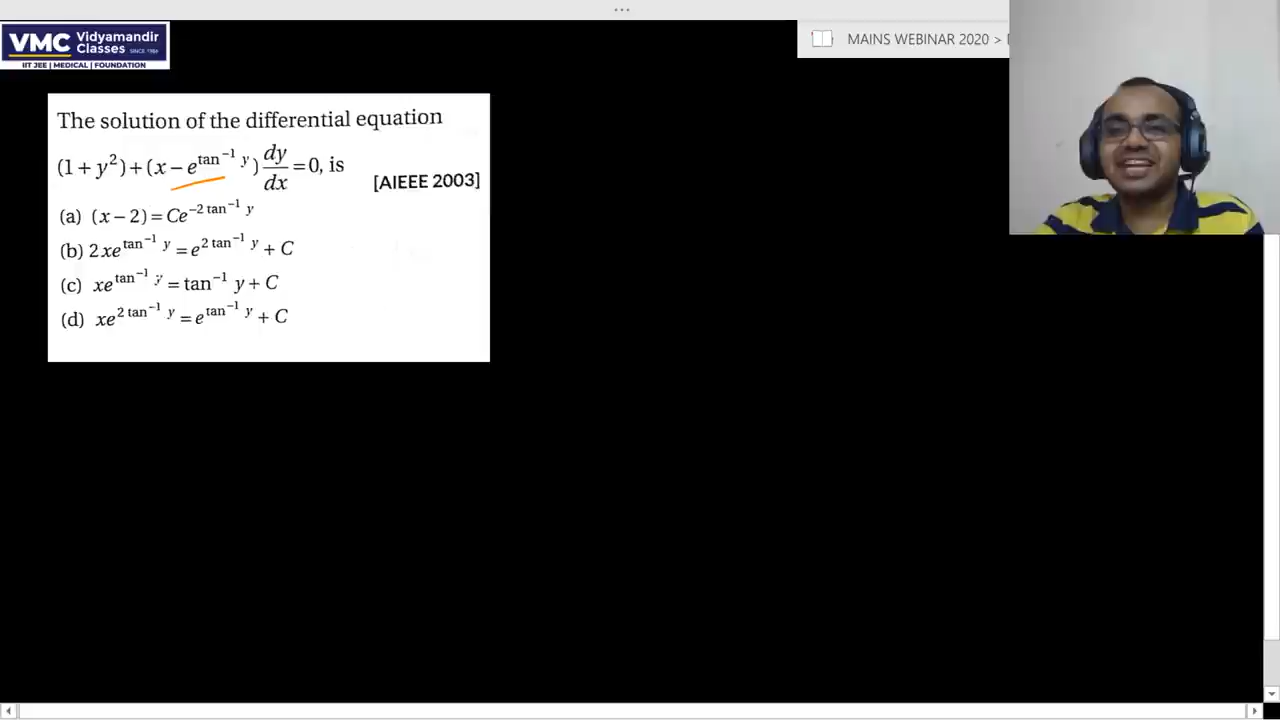 VMC Vidyamandir Classes SINCE 1986
IIT JEE | MEDICAL | FOUNDATION
MAINS WEBINAR 2020 >
The solution of the differential equation
(1 + y²) + (x − e^{tan⁻¹ y}) dy/dx = 0, is
[AIEEE 2003]
(a) (x − 2) = Ce^{−2 tan⁻¹ y}
(b) 2xe^{tan⁻¹ y} = e^{2 tan⁻¹ y} + C
(c) xe^{tan⁻¹ y} = tan⁻¹ y + C
(d) xe^{2 tan⁻¹ y} = e^{tan⁻¹ y} + C